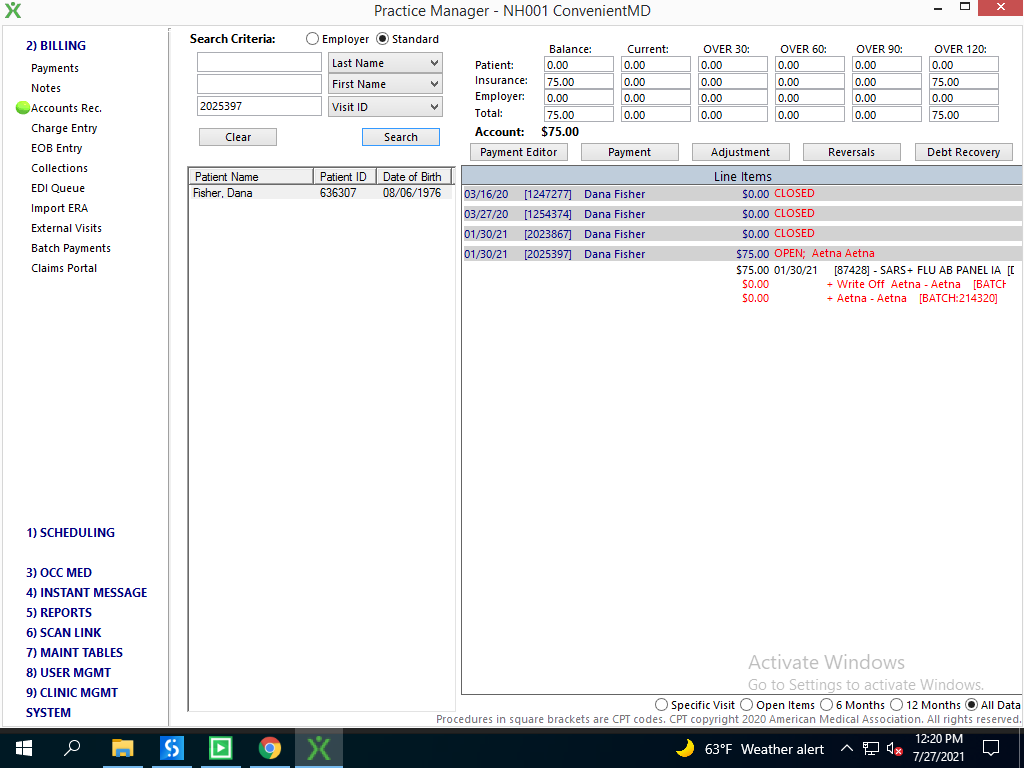 Practice Manager - NH001 ConvenientMD
2) BILLING
Payments
Notes
Accounts Rec.
Charge Entry
EOB Entry
Collections
EDI Queue
Import ERA
External Visits
Batch Payments
Claims Portal
1) SCHEDULING
3) OCC MED
4) INSTANT MESSAGE
5) REPORTS
6) SCAN LINK
7) MAINT TABLES
8) USER MGMT
9) CLINIC MGMT
SYSTEM
Search Criteria: Employer Standard
Last Name
First Name
2025397 Visit ID
Clear Search
Patient Name Patient ID Date of Birth
Fisher, Dana 636307 08/06/1976
Balance: Current: OVER 30: OVER 60: OVER 90: OVER 120:
Patient: 0.00 0.00 0.00 0.00 0.00 0.00
Insurance: 75.00 0.00 0.00 0.00 0.00 75.00
Employer: 0.00 0.00 0.00 0.00 0.00 0.00
Total: 75.00 0.00 0.00 0.00 0.00 75.00
Account: $75.00
Payment Editor Payment Adjustment Reversals Debt Recovery
Line Items
03/16/20 [1247277] Dana Fisher $0.00 CLOSED
03/27/20 [1254374] Dana Fisher $0.00 CLOSED
01/30/21 [2023867] Dana Fisher $0.00 CLOSED
01/30/21 [2025397] Dana Fisher $75.00 OPEN; Aetna Aetna
$75.00 01/30/21 [87428] - SARS+ FLU AB PANEL IA [D
$0.00 + Write Off Aetna - Aetna [BATCH
$0.00 + Aetna - Aetna [BATCH:214320]
Activate Windows
Go to Settings to activate Windows.
Specific Visit Open Items 6 Months 12 Months All Data
Procedures in square brackets are CPT codes. CPT copyright 2020 American Medical Association. All rights reserved.
63°F Weather alert
12:20 PM
7/27/2021